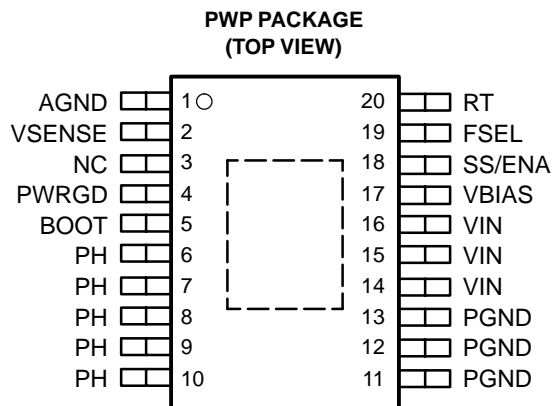 PWP PACKAGE
(TOP VIEW)
AGND 1 20 RT
VSENSE 2 19 FSEL
NC 3 18 SS/ENA
PWRGD 4 17 VBIAS
BOOT 5 16 VIN
PH 6 15 VIN
PH 7 14 VIN
PH 8 13 PGND
PH 9 12 PGND
PH 10 11 PGND